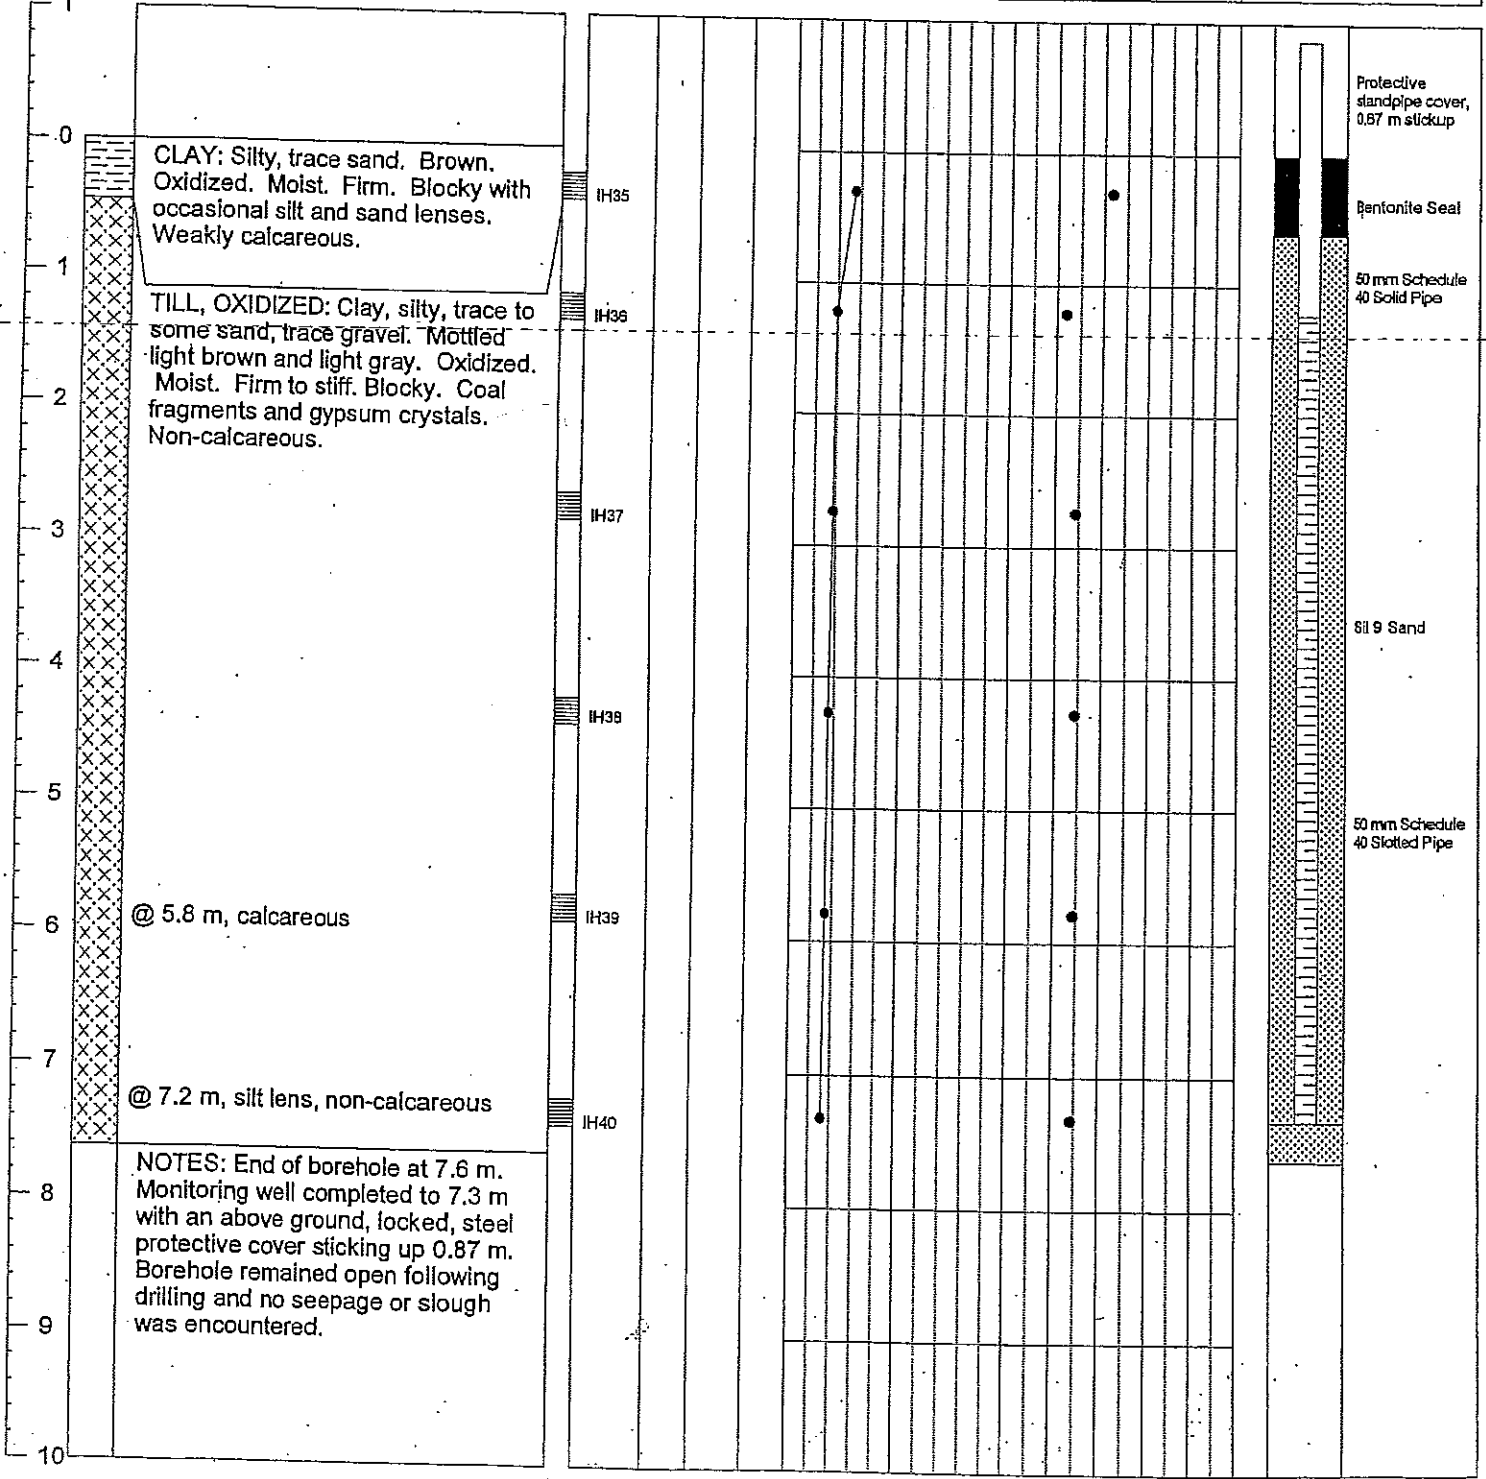 0
CLAY: Silty, trace sand. Brown.
Oxidized. Moist. Firm. Blocky with
occasional silt and sand lenses.
Weakly calcareous.
1
TILL, OXIDIZED: Clay, silty, trace to
some sand, trace gravel. Mottled
light brown and light gray. Oxidized.
Moist. Firm to stiff. Blocky. Coal
fragments and gypsum crystals.
Non-calcareous.
2
3
4
5
@ 5.8 m, calcareous
6
7
@ 7.2 m, silt lens, non-calcareous
NOTES: End of borehole at 7.6 m.
Monitoring well completed to 7.3 m
with an above ground, locked, steel
protective cover sticking up 0.87 m.
Borehole remained open following
drilling and no seepage or slough
was encountered.
8
9
10
IH35
IH36
IH37
IH38
IH39
IH40
Protective
standpipe cover,
0.87 m stickup
Bentonite Seal
50 mm Schedule
40 Solid Pipe
Sil 9 Sand
50 mm Schedule
40 Slotted Pipe